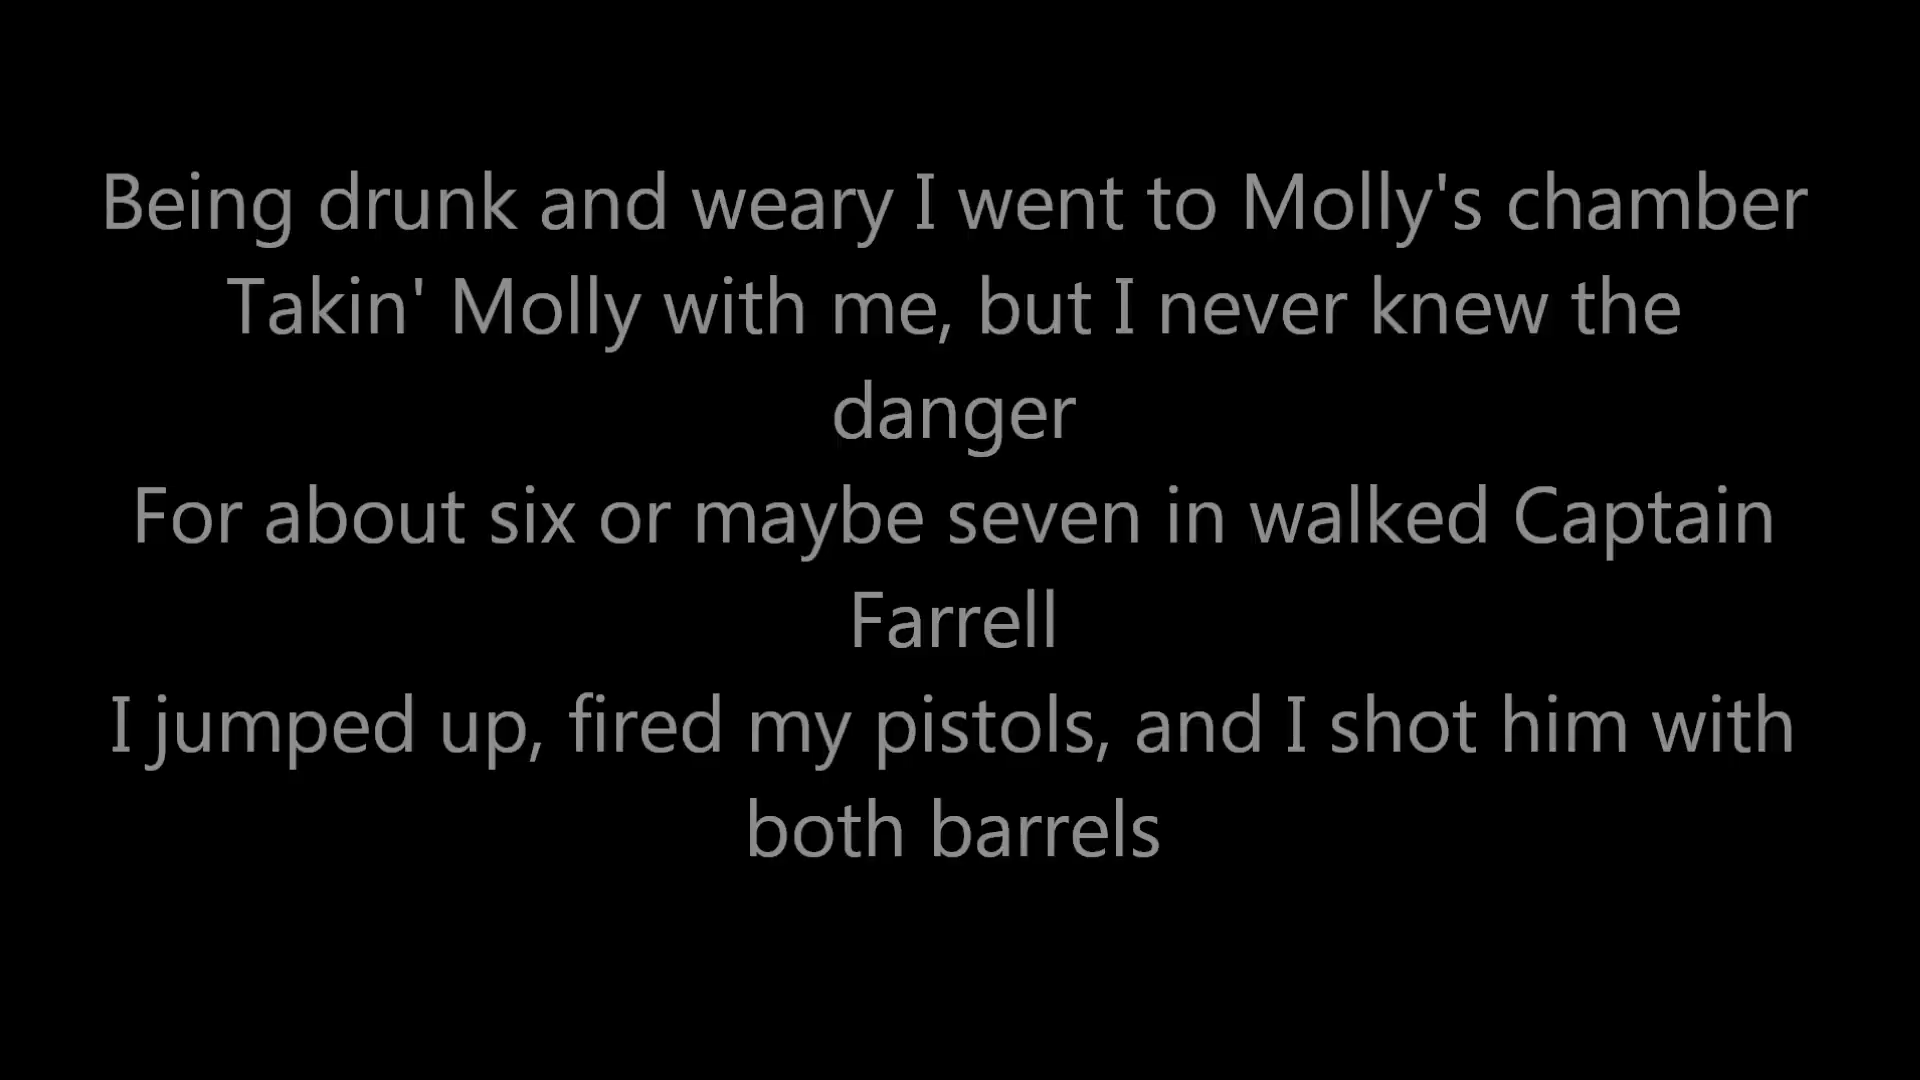 Being drunk and weary I went to Molly's chamber
Takin' Molly with me, but I never knew the
danger
For about six or maybe seven in walked Captain
Farrell
I jumped up, fired my pistols, and I shot him with
both barrels